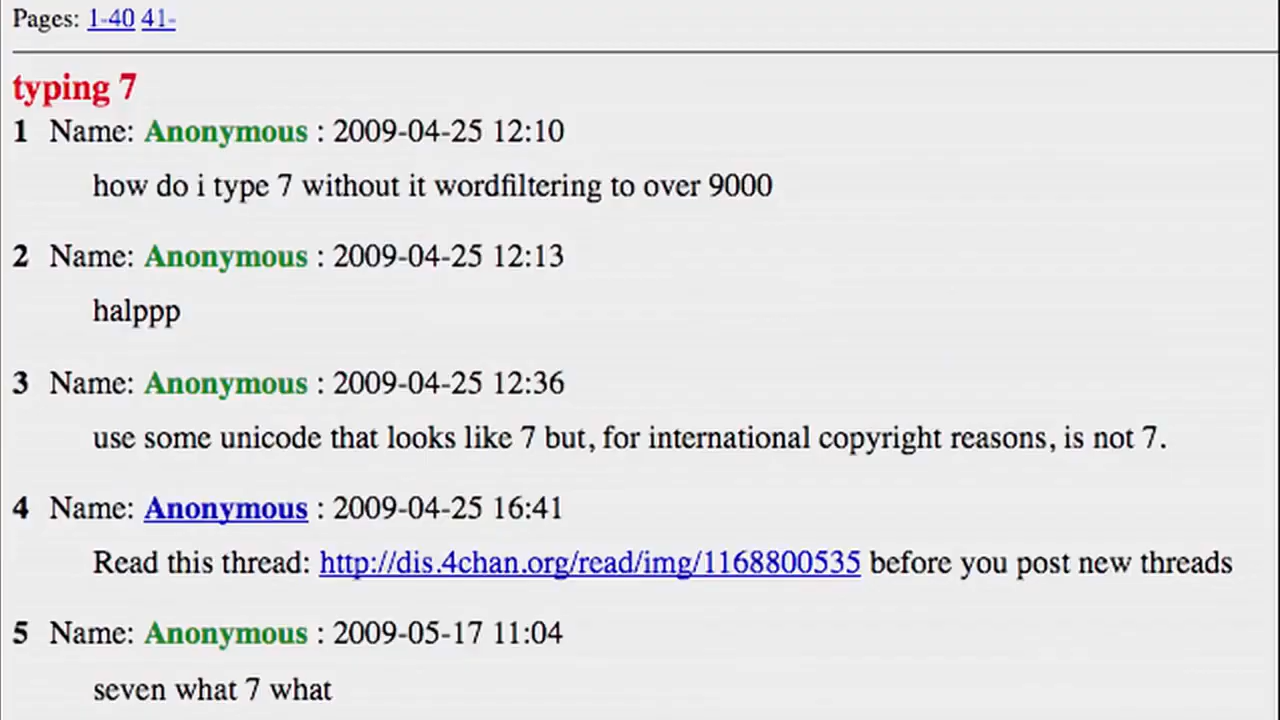 Pages: 1-40 41-
typing 7
1 Name: Anonymous : 2009-04-25 12:10
how do i type 7 without it wordfiltering to over 9000
2 Name: Anonymous : 2009-04-25 12:13
halppp
3 Name: Anonymous : 2009-04-25 12:36
use some unicode that looks like 7 but, for international copyright reasons, is not 7.
4 Name: Anonymous : 2009-04-25 16:41
Read this thread: http://dis.4chan.org/read/img/1168800535 before you post new threads
5 Name: Anonymous : 2009-05-17 11:04
seven what 7 what